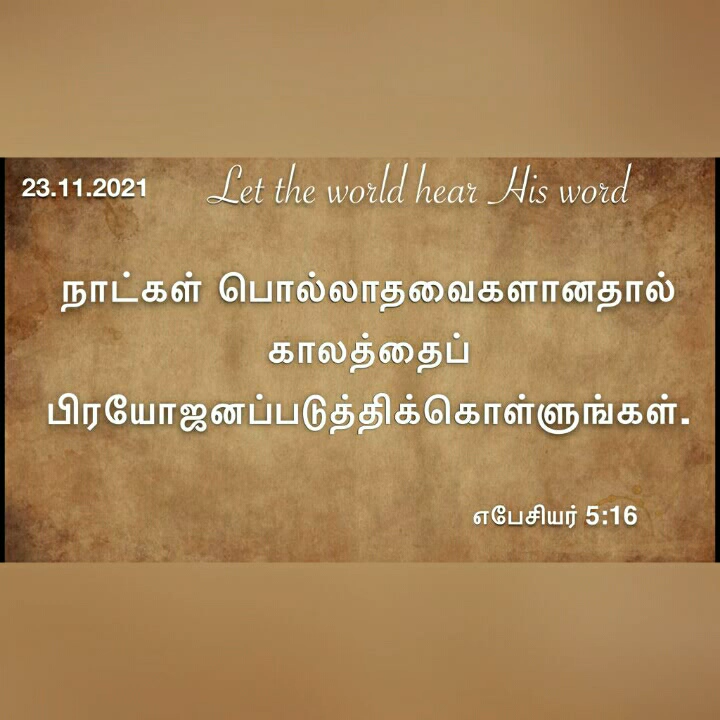 23.11.2021 Let the world hear His word
நாட்கள் பொல்லாதவைகளானதால்
காலத்தைப்
பிரயோஜனப்படுத்திக்கொள்ளுங்கள்.
எபேசியர் 5:16